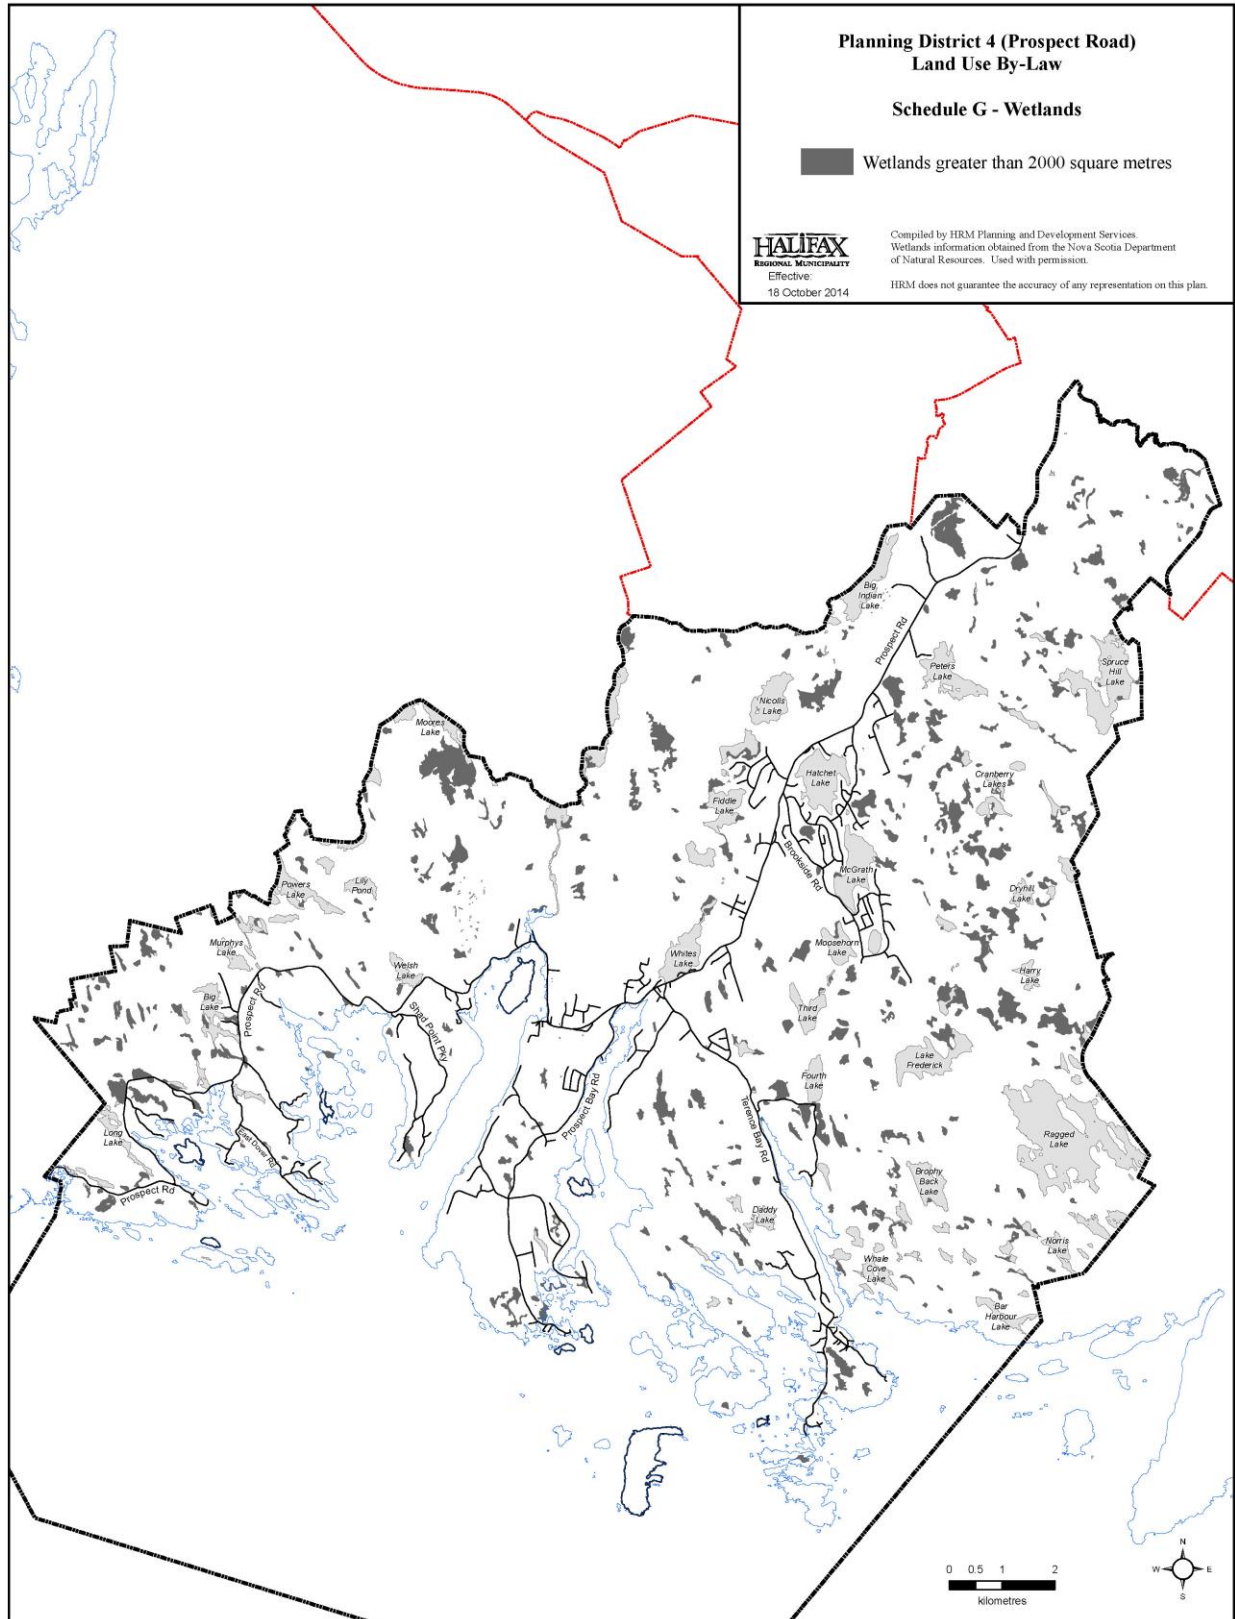 Planning District 4 (Prospect Road)
Land Use By-Law
Schedule G - Wetlands
Wetlands greater than 2000 square metres
HALIFAX
REGIONAL MUNICIPALITY
Effective:
18 October 2014
Compiled by HRM Planning and Development Services.
Wetlands information obtained from the Nova Scotia Department
of Natural Resources. Used with permission.
HRM does not guarantee the accuracy of any representation on this plan.
Big
Indian
Lake
Prospect Rd
Peters
Lake
Spruce
Hill
Lake
Nicolls
Lake
Moores
Lake
Hatchet
Lake
Cranberry
Lakes
Fiddle
Lake
Brookside Rd
McGrath
Lake
Powers
Lake
Lily
Pond
Dryhill
Lake
Murphys
Lake
Moosehorn
Lake
Whites
Lake
Welsh
Lake
Harry
Lake
Big
Lake
Prospect Rd
Shad Point Pky
Third
Lake
Lake
Frederick
Fourth
Lake
Prospect Bay Rd
Terence Bay Rd
Long
Lake
East Dover Rd
Ragged
Lake
Brophy
Back
Lake
Prospect Rd
Daddy
Lake
Norris
Lake
Whale
Cove
Lake
Bar
Harbour
Lake
N
W
E
S
0 0.5 1 2
kilometres